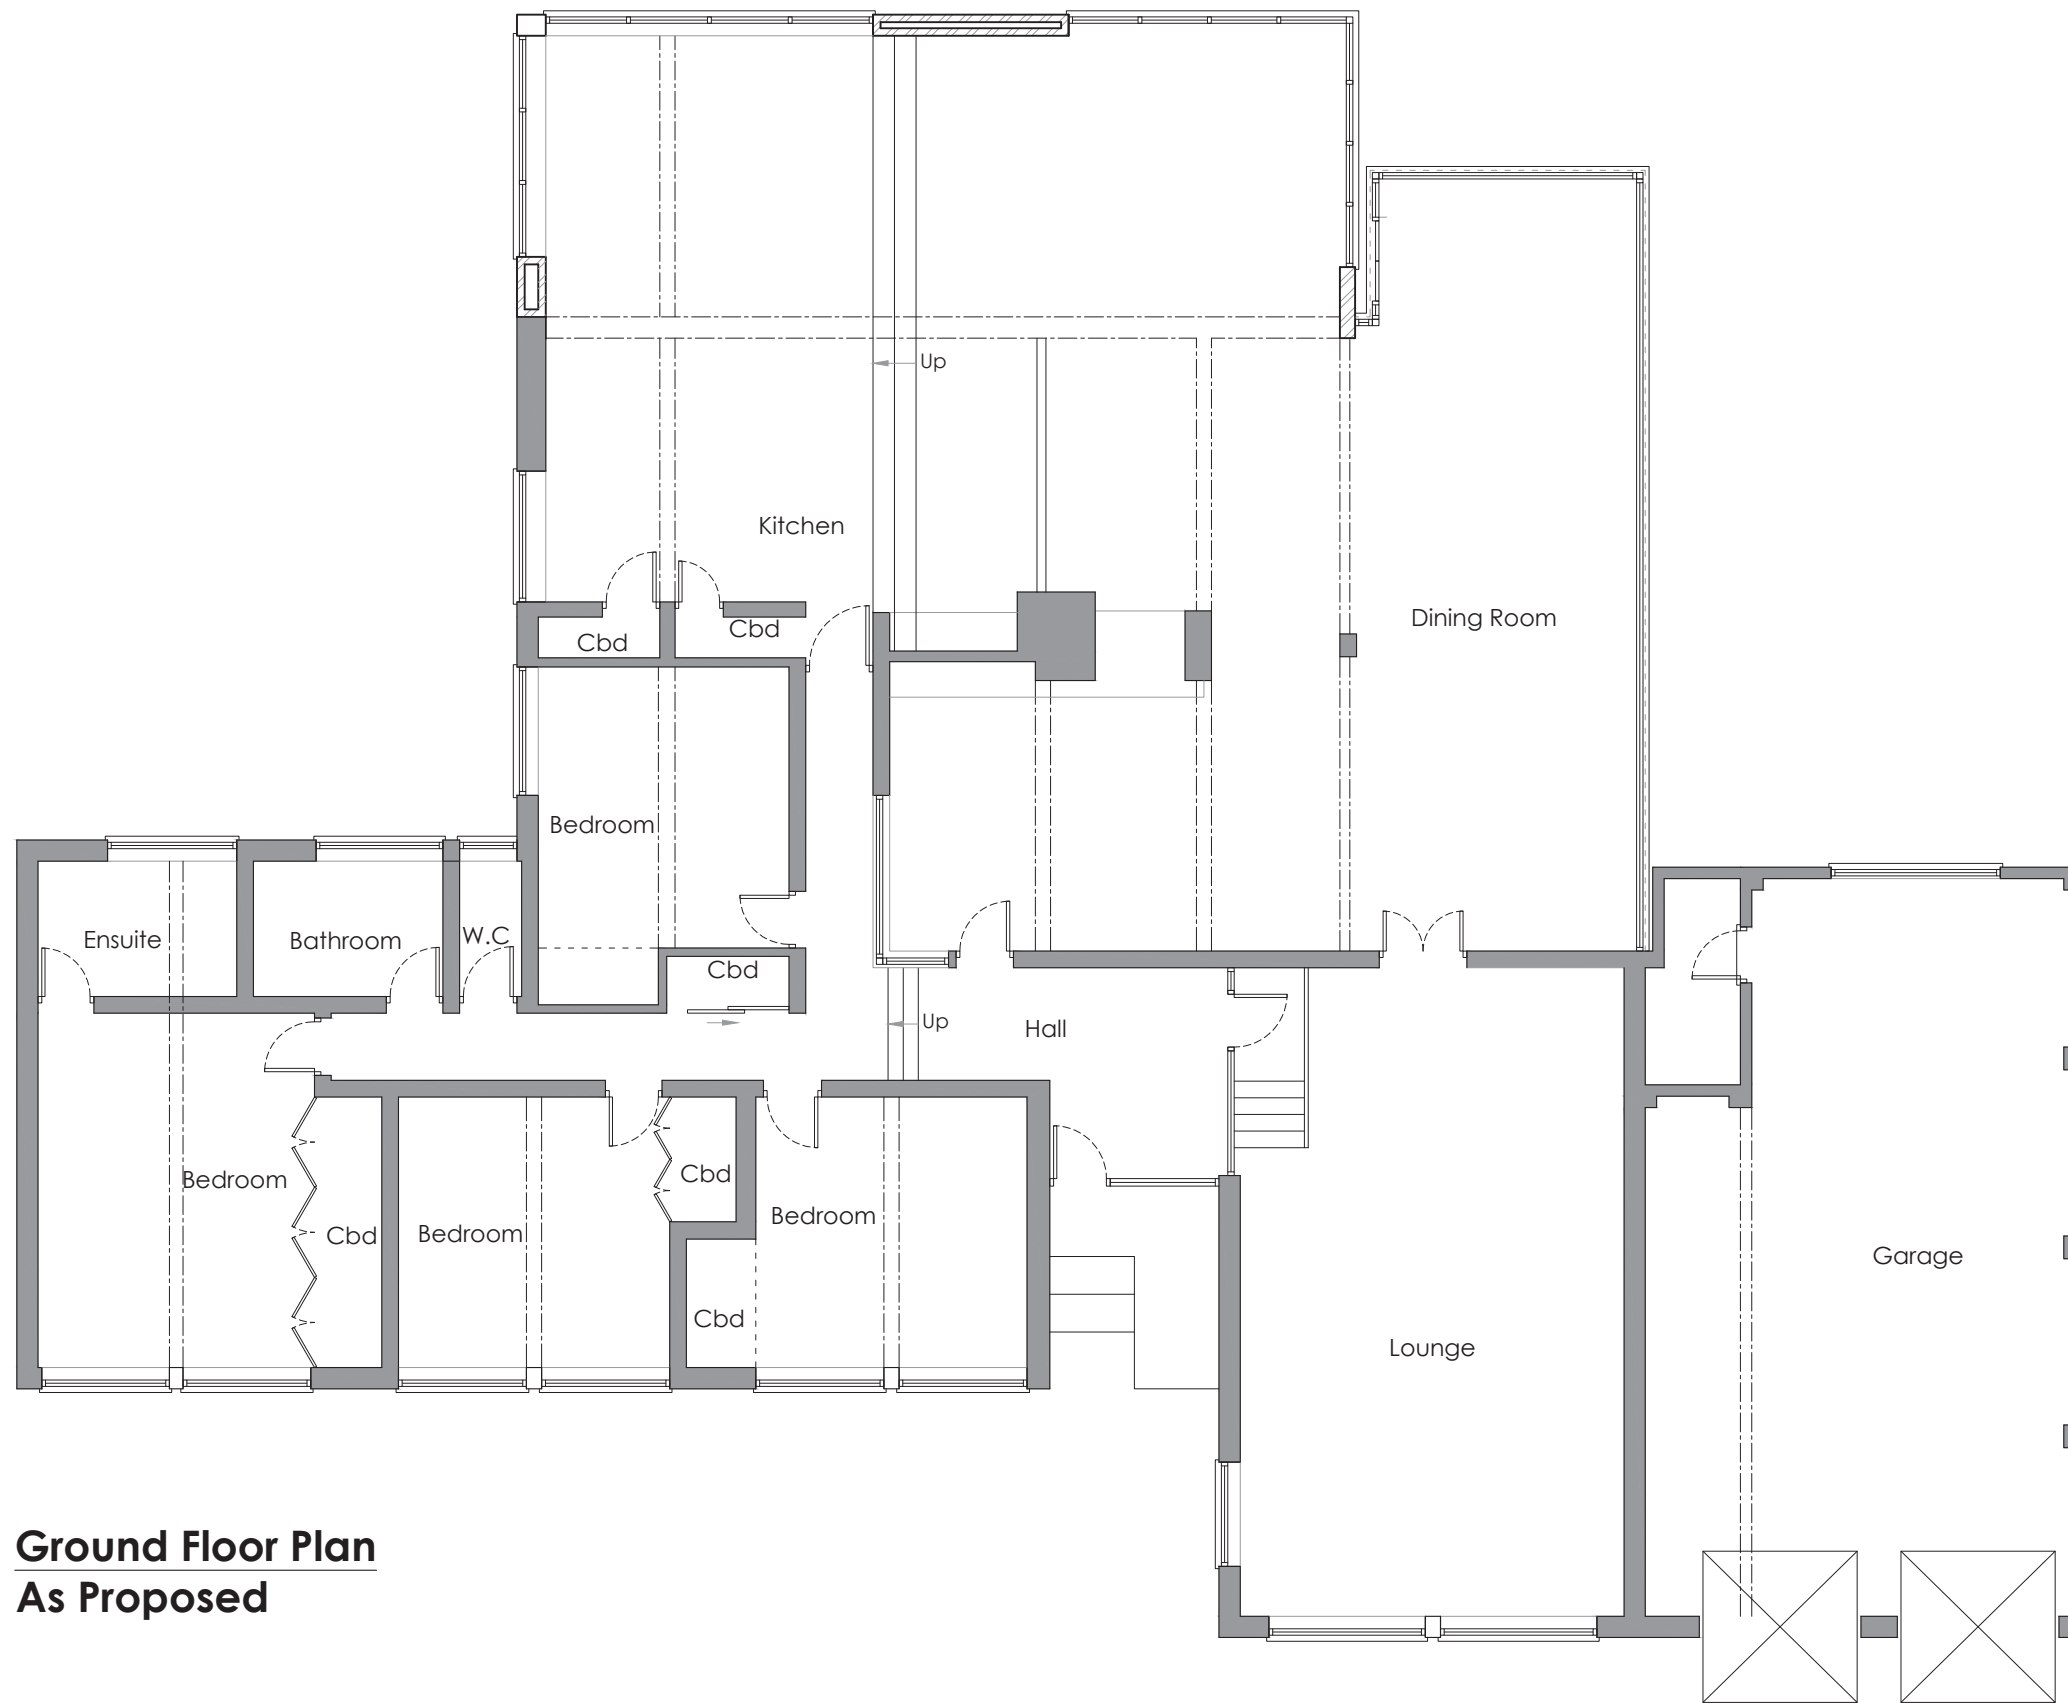 Up
Kitchen
Dining Room
Cbd
Cbd
Bedroom
Ensuite
Bathroom
W.C
Cbd
Up
Hall
Bedroom
Cbd
Bedroom
Cbd
Bedroom
Cbd
Garage
Lounge
Ground Floor Plan
As Proposed